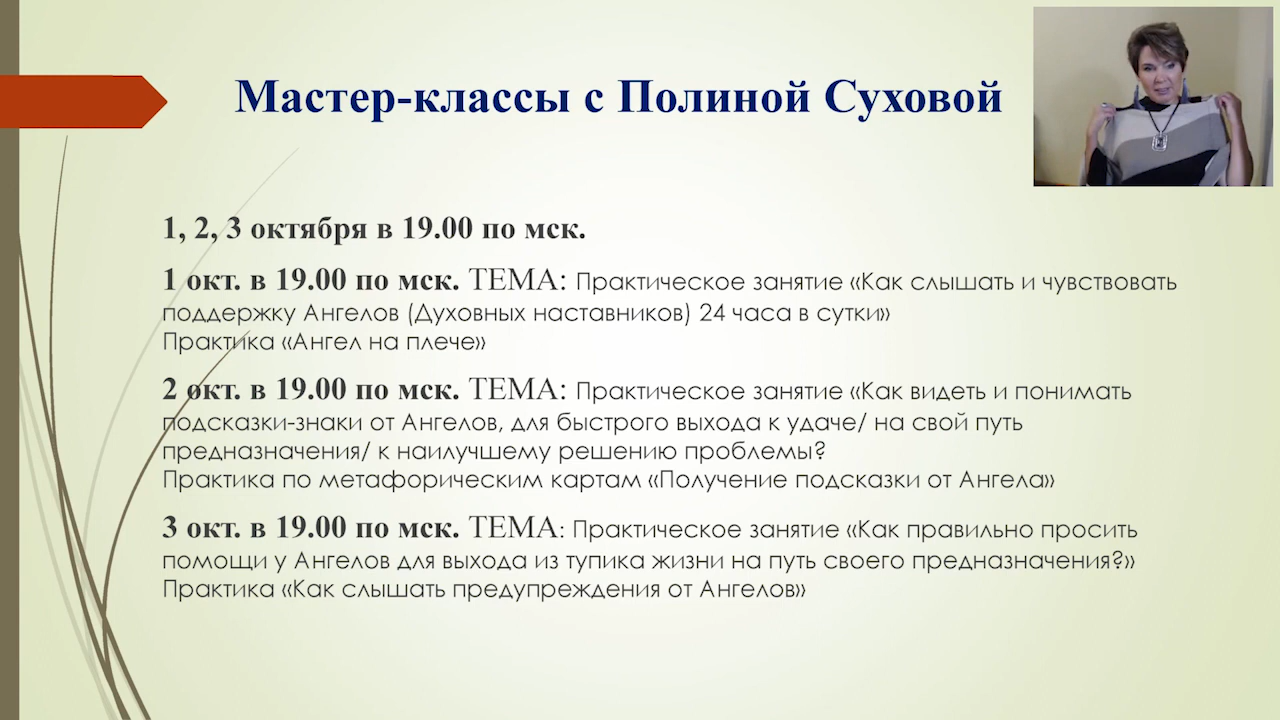 Мастер-классы с Полиной Суховой
1, 2, 3 октября в 19.00 по мск.
1 окт. в 19.00 по мск. ТЕМА: Практическое занятие «Как слышать и чувствовать
поддержку Ангелов (Духовных наставников) 24 часа в сутки»
Практика «Ангел на плече»
2 окт. в 19.00 по мск. ТЕМА: Практическое занятие «Как видеть и понимать
подсказки-знаки от Ангелов, для быстрого выхода к удаче/ на свой путь
предназначения/ к наилучшему решению проблемы?
Практика по метафорическим картам «Получение подсказки от Ангела»
3 окт. в 19.00 по мск. ТЕМА: Практическое занятие «Как правильно просить
помощи у Ангелов для выхода из тупика жизни на путь своего предназначения?»
Практика «Как слышать предупреждения от Ангелов»